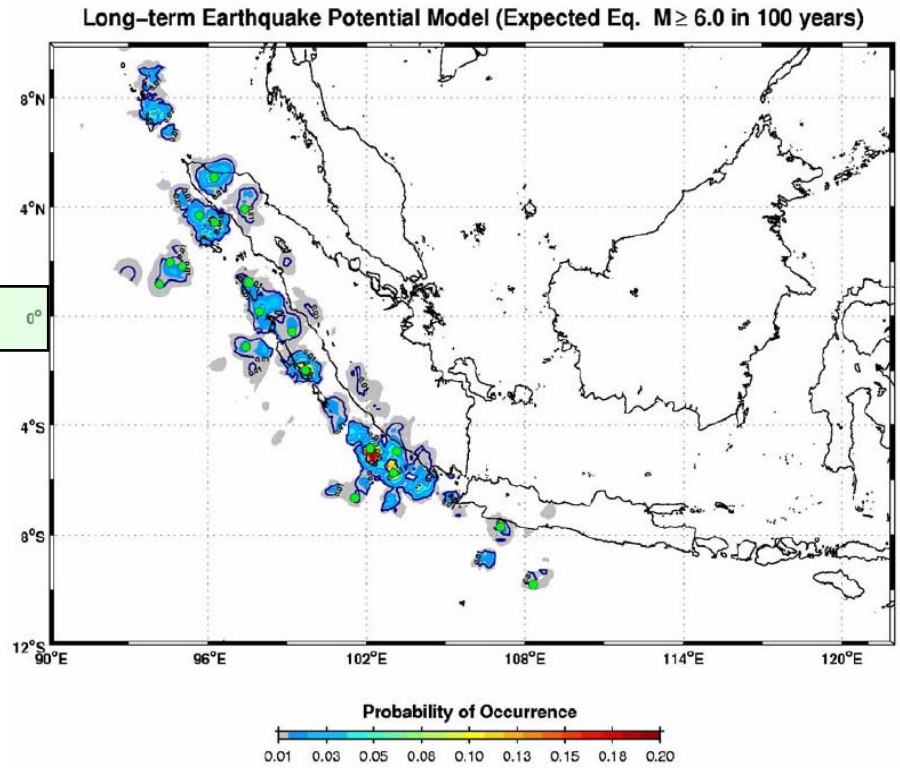 Long-term Earthquake Potential Model (Expected Eq. M ≥ 6.0 in 100 years)
8°N
4°N
0°
4°S
8°S
12°S
90°E 96°E 102°E 108°E 114°E 120°E
Probability of Occurrence
0.01 0.03 0.05 0.08 0.10 0.13 0.15 0.18 0.20